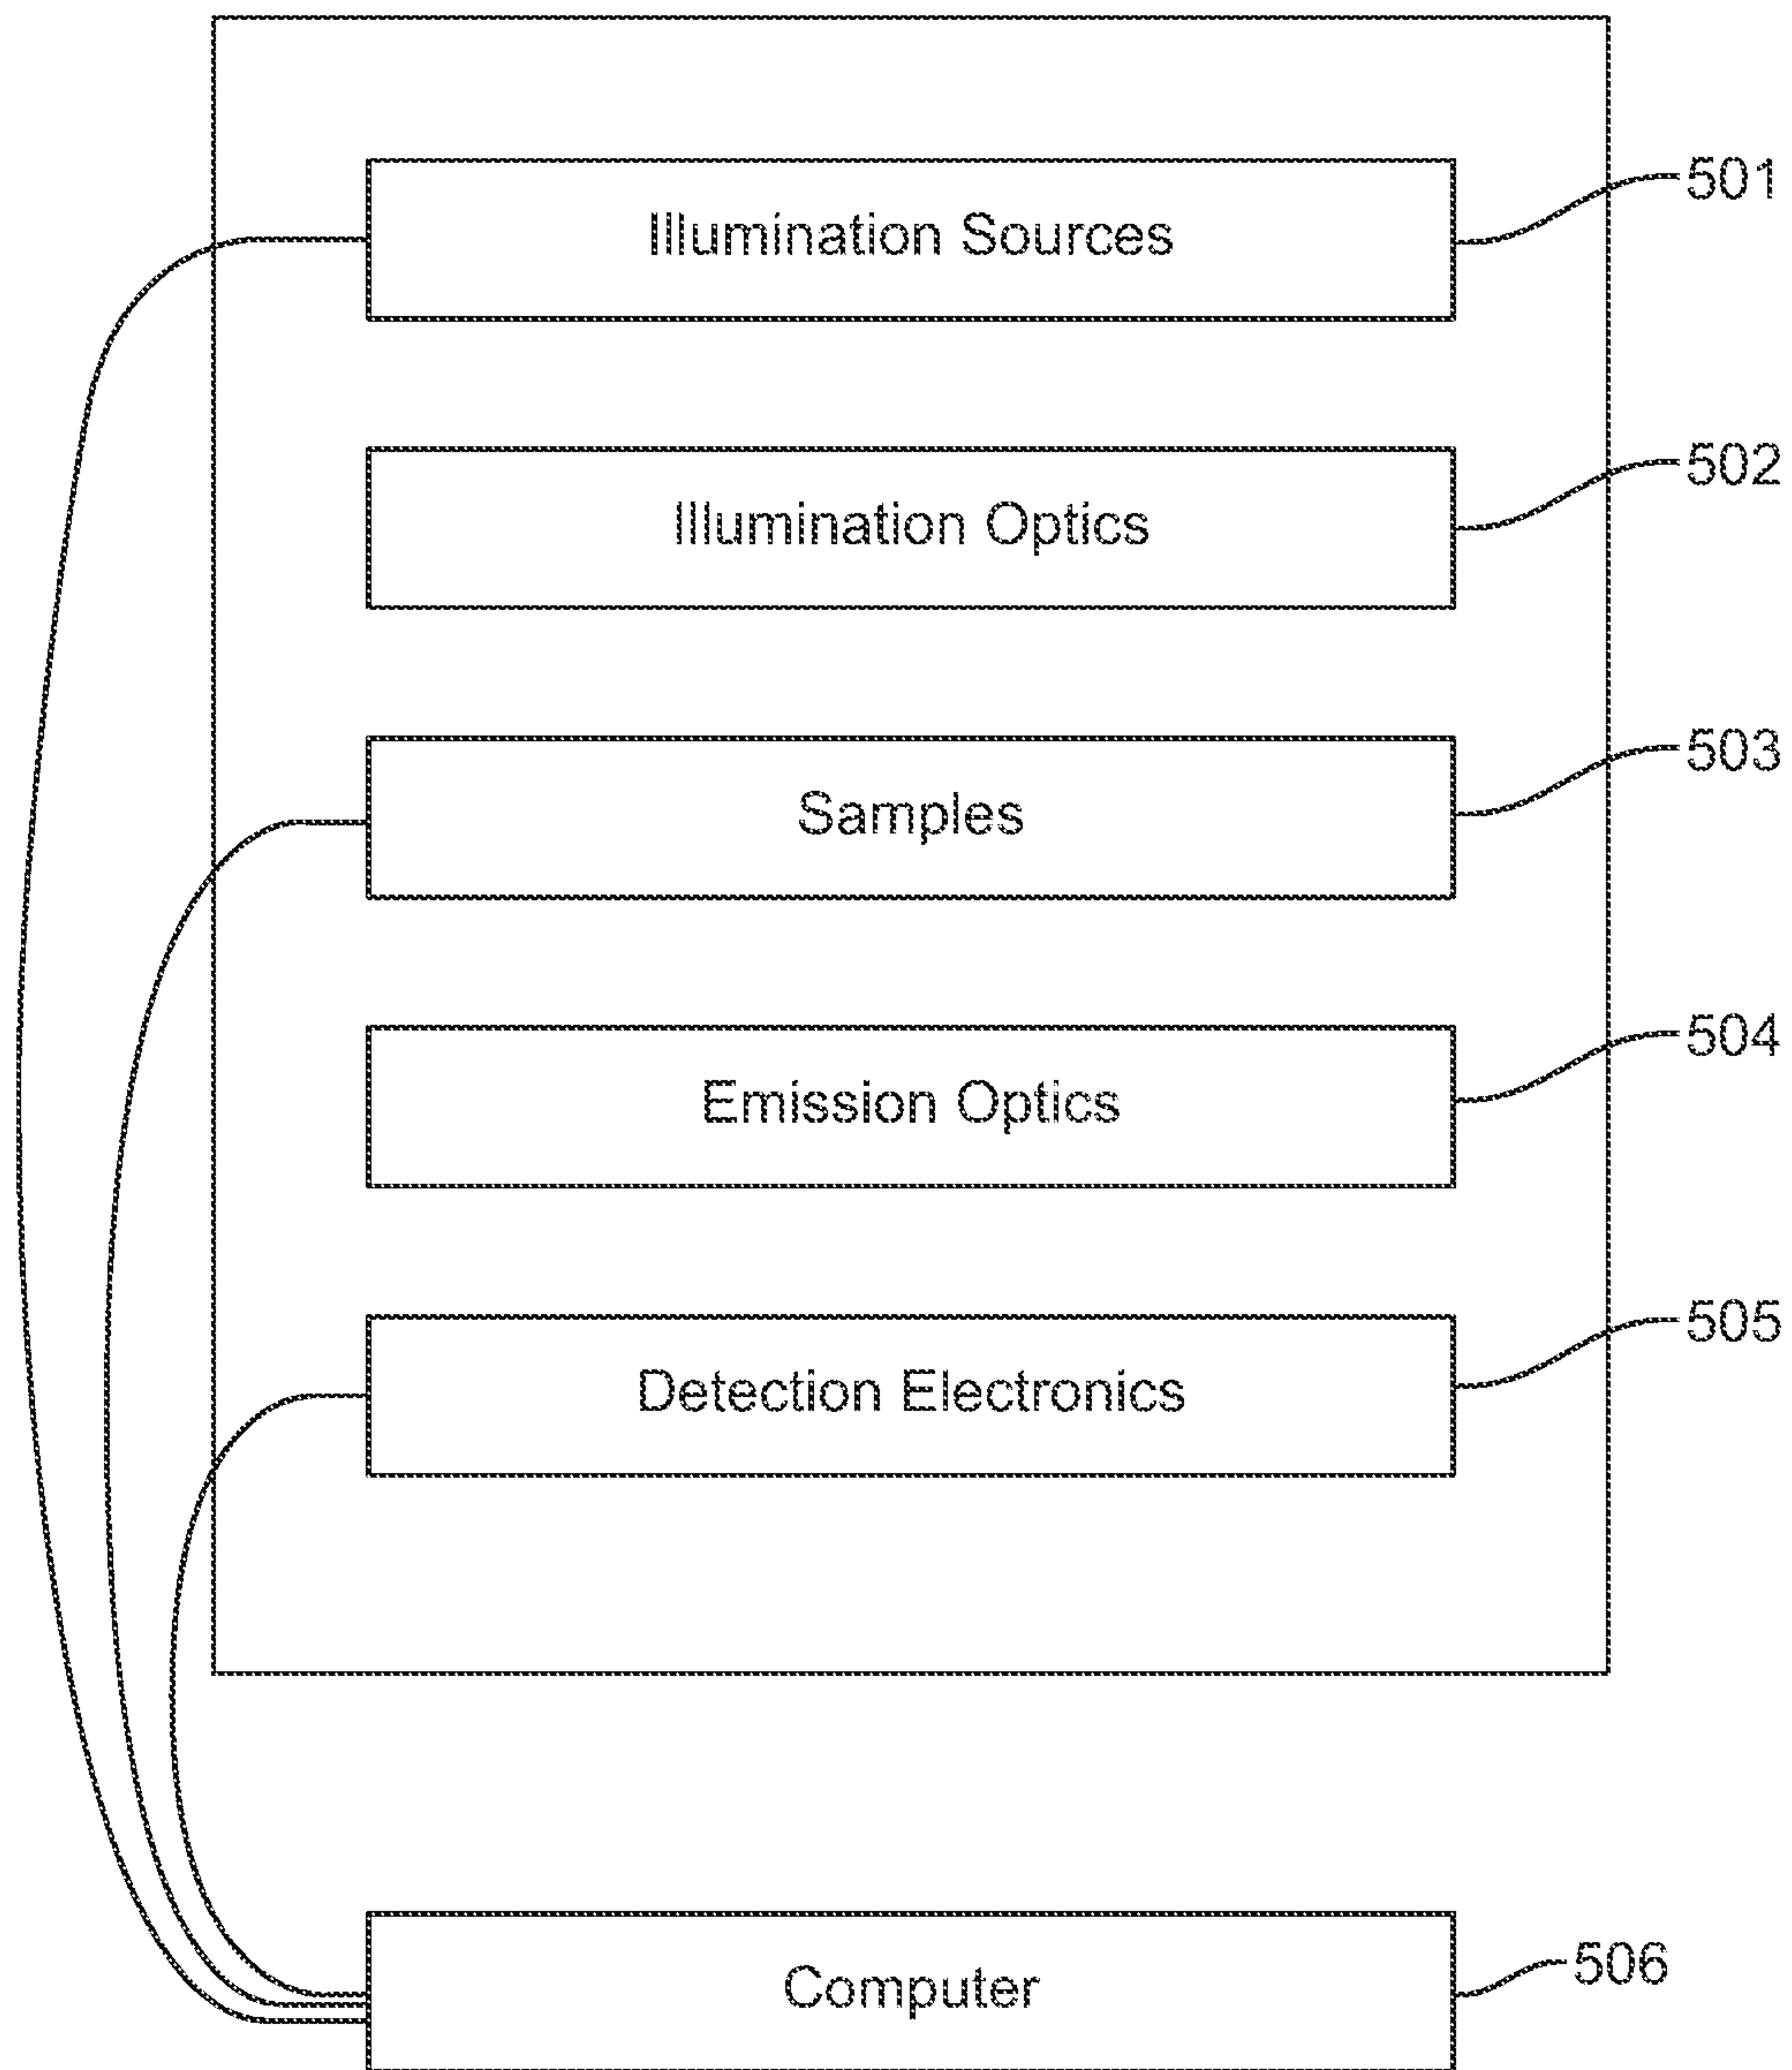 501
Illumination Sources
502
Illumination Optics
503
Samples
504
Emission Optics
505
Detection Electronics
506
Computer